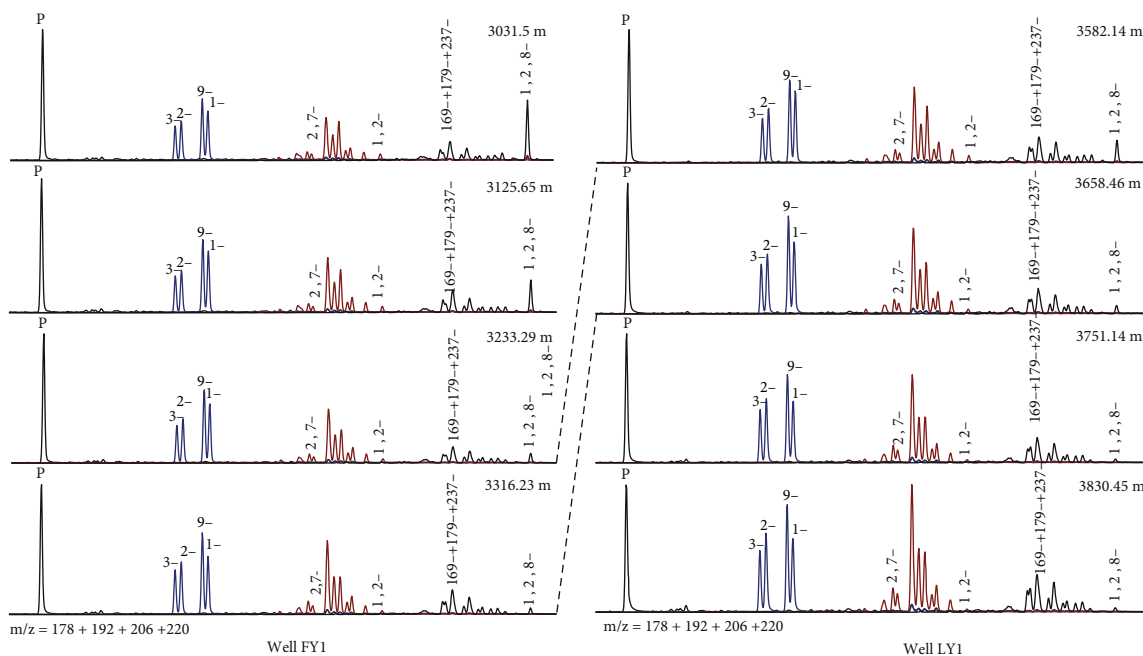 P
3031.5 m
3–
2–
9–
1–
2, 7–
1, 2–
169–+179–+237–
1, 2, 8–
P
3125.65 m
3–
2–
9–
1–
2, 7–
1, 2–
169–+179–+237–
1, 2, 8–
P
3233.29 m
3–
2–
9–
1–
2, 7–
1, 2–
169–+179–+237–
1, 2, 8–
1, 2, 8–
P
3316.23 m
3–
2–
9–
1–
2,7–
1, 2–
169–+179–+237–
1, 2, 8–
m/z = 178 + 192 + 206 +220
Well FY1
P
3582.14 m
3–
2–
9–
1–
2, 7–
1, 2–
169–+179–+237–
1, 2, 8–
P
3658.46 m
3–
2–
9–
1–
2, 7–
1, 2–
169–+179–+237–
1, 2, 8–
P
3751.14 m
3–
2–
9–
1–
2, 7–
1, 2–
169–+179–+237
1, 2, 8–
P
3830.45 m
3–
2–
9–
1–
2, 7–
1, 2–
169–+179–+237–
1, 2, 8–
m/z = 178 + 192 + 206 +220
Well LY1